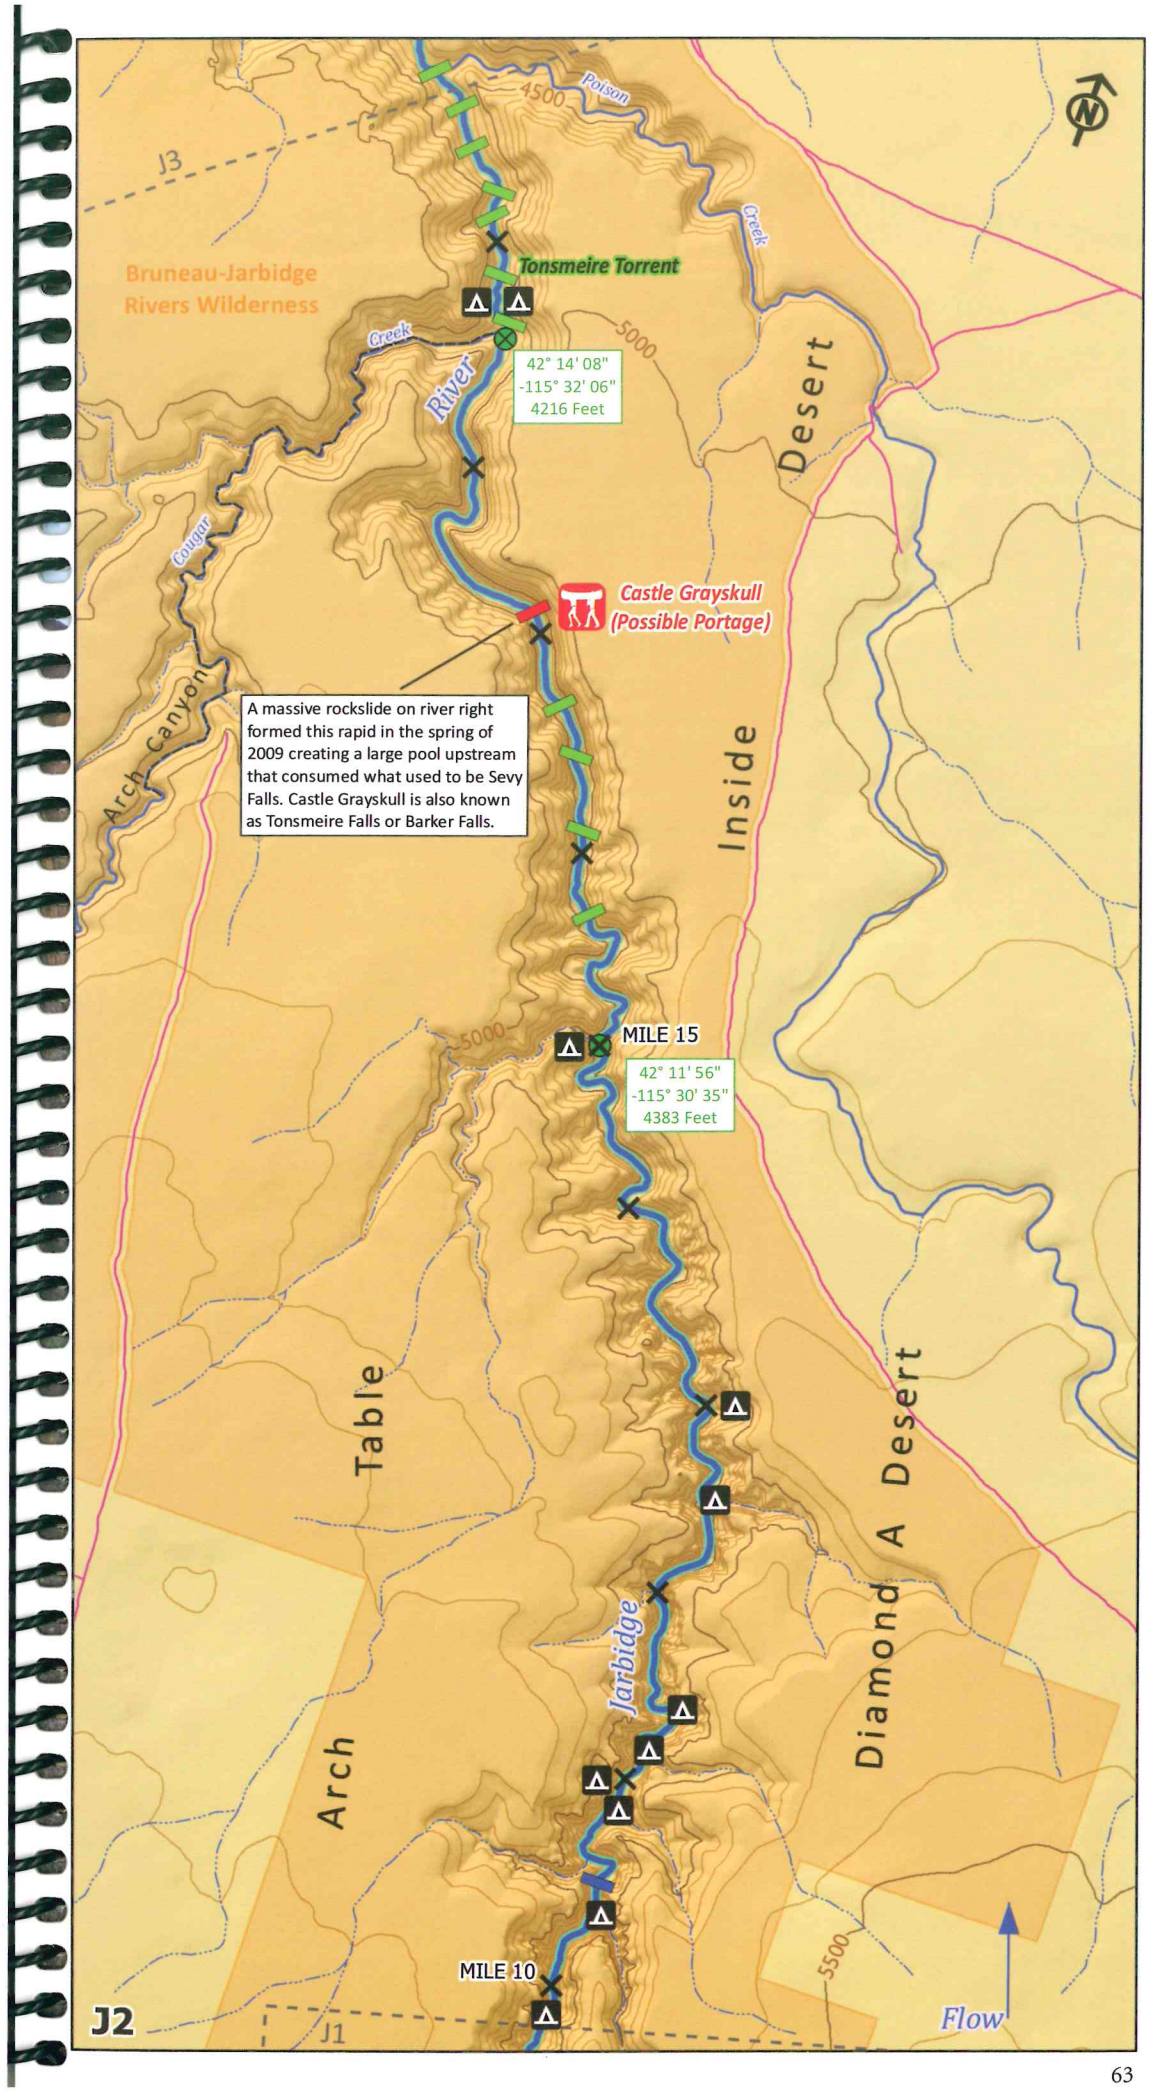 Poison
4500
N
J3
Creek
Bruneau-Jarbidge
Rivers Wilderness
Tonsmeire Torrent
Creek
5000
River
42° 14' 08"
-115° 32' 06"
4216 Feet
Desert
Cougar
Castle Grayskull
(Possible Portage)
Arch Canyon
A massive rockslide on river right
formed this rapid in the spring of
2009 creating a large pool upstream
that consumed what used to be Sevy
Falls. Castle Grayskull is also known
as Tonsmeire Falls or Barker Falls.
Inside
5000
MILE 15
42° 11' 56"
-115° 30' 35"
4383 Feet
Table
Desert
A
Diamond
Jarbidge
Arch
5500
MILE 10
Flow
J2
J1
63